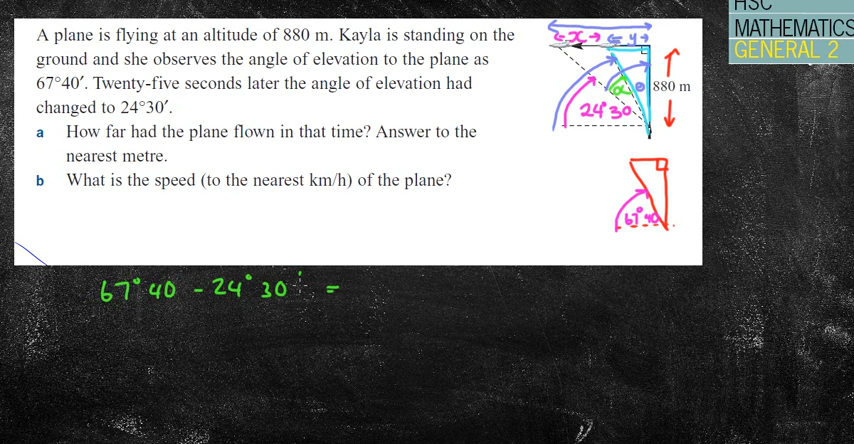 HSC
MATHEMATICS
GENERAL 2
A plane is flying at an altitude of 880 m. Kayla is standing on the
ground and she observes the angle of elevation to the plane as
67°40′. Twenty-five seconds later the angle of elevation had
changed to 24°30′.
a How far had the plane flown in that time? Answer to the
nearest metre.
b What is the speed (to the nearest km/h) of the plane?
x y
α θ 880 m
24°30
67°40
67°40 - 24°30' =